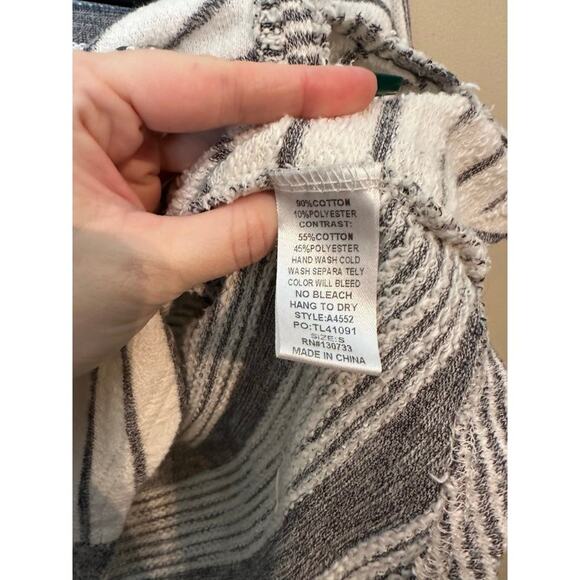 90%COTTON
10%POLYESTER
CONTRAST:
55%COTTON
45%POLYESTER
HAND WASH COLD
WASH SEPARA TELY
COLOR WILL BLEED
NO BLEACH
HANG TO DRY
STYLE:A4552
PO:TL41091
SIZE:S
RN#130733
MADE IN CHINA